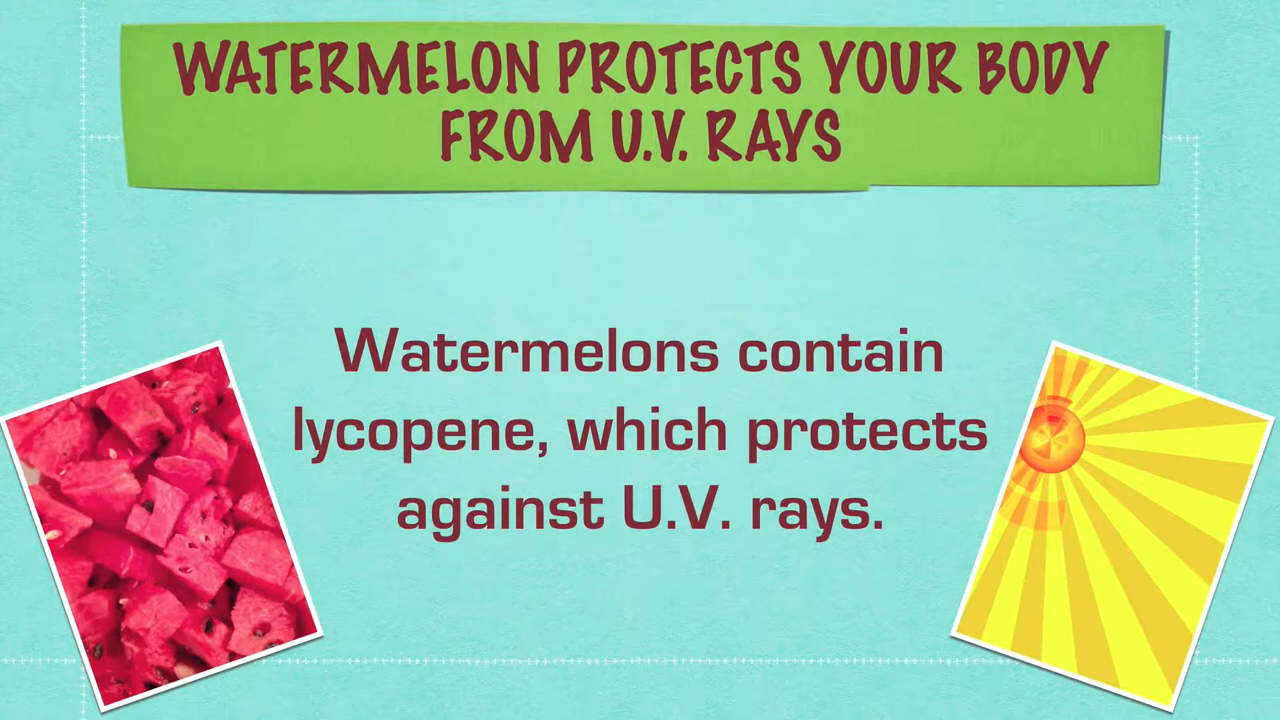 WATERMELON PROTECTS YOUR BODY
FROM U.V. RAYS
Watermelons contain
lycopene, which protects
against U.V. rays.